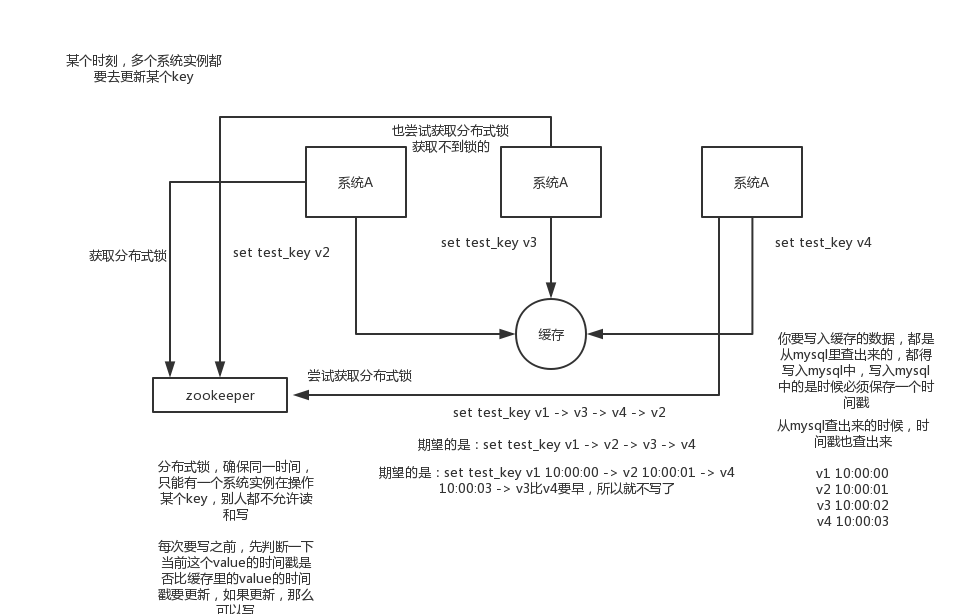 某个时刻，多个系统实例都
要去更新某个key
也尝试获取分布式锁
获取不到锁的
系统A
系统A
系统A
获取分布式锁
set test_key v2
set test_key v3
set test_key v4
缓存
zookeeper
尝试获取分布式锁
set test_key v1 -> v3 -> v4 -> v2
期望的是：set test_key v1 -> v2 -> v3 -> v4
期望的是：set test_key v1 10:00:00 -> v2 10:00:01 -> v4
10:00:03 -> v3比v4要早，所以就不写了
你要写入缓存的数据，都是
从mysql里查出来的，都得
写入mysql中，写入mysql
中的是时候必须保存一个时
间戳
从mysql查出来的时候，时
间戳也查出来
v1 10:00:00
v2 10:00:01
v3 10:00:02
v4 10:00:03
分布式锁，确保同一时间，
只能有一个系统实例在操作
某个key，别人都不允许读
和写
每次要写之前，先判断一下
当前这个value的时间戳是
否比缓存里的value的时间
戳要更新，如果更新，那么
可以写